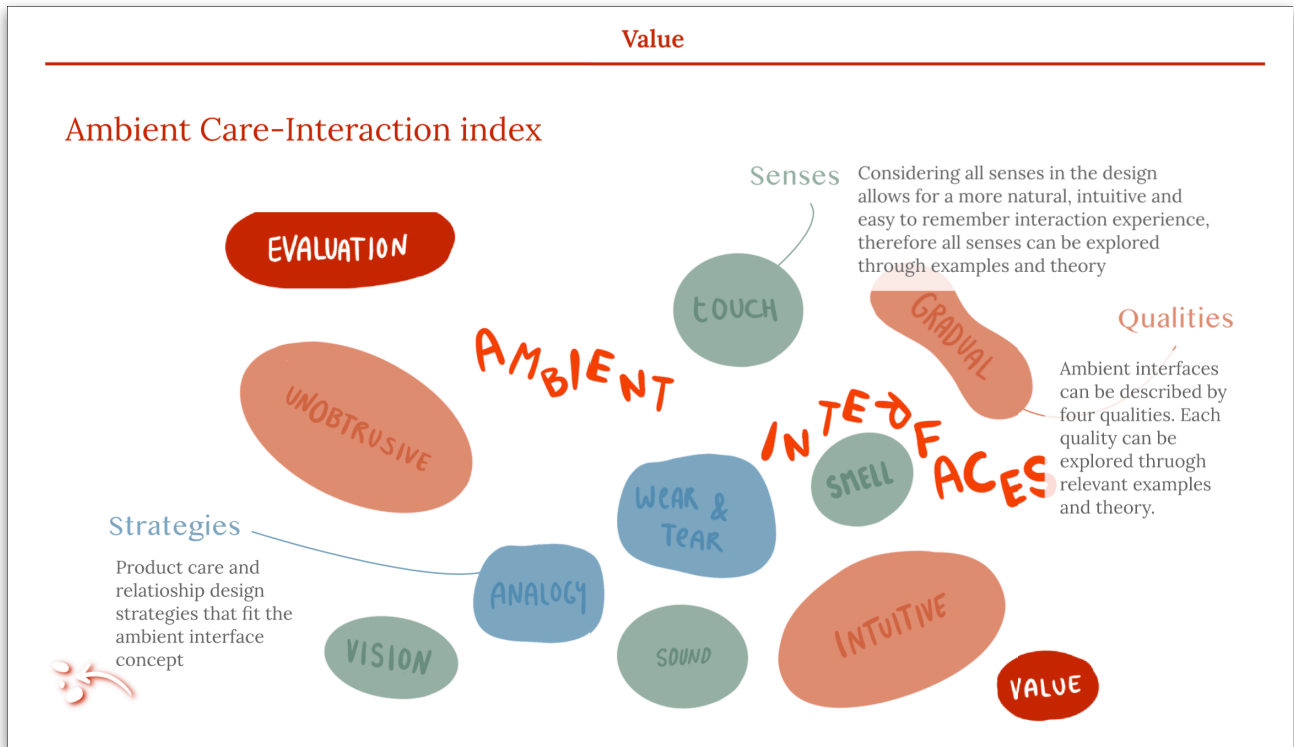 Value
Ambient Care-Interaction index
Senses
Considering all senses in the design
allows for a more natural, intuitive and
easy to remember interaction experience,
therefore all senses can be explored
through examples and theory
EVALUATION
TOUCH
GRADUAL
Qualities
Ambient interfaces
can be described by
four qualities. Each
quality can be
explored thruogh
relevant examples
and theory.
AMBIENT
INTERFACES
UNOBTRUSIVE
SMELL
WEAR &
TEAR
Strategies
Product care and
relatioship design
strategies that fit the
ambient interface
concept
ANALOGY
VISION
SOUND
INTUITIVE
VALUE